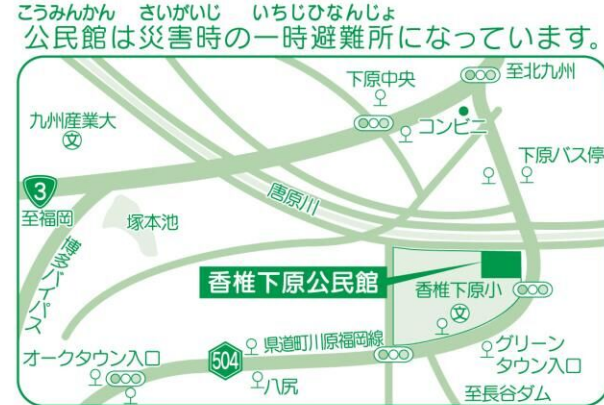 こうみんかん さいがいじ いちじひなんじょ
公民館は災害時の一時避難所になっています。
下原中央
至北九州
九州産業大
文
コンビニ
下原バス停
3
至福岡
塚本池
唐原川
博多バイパス
香椎下原公民館
香椎下原小
文
オークタウン入口
504
県道町川原福岡線
八尻
グリーン
タウン入口
至長谷ダム